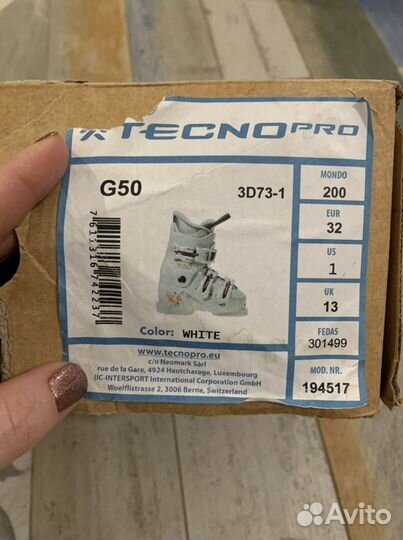 TECNOPRO
G50
3D73-1
MONDO
200
EUR
32
US
1
UK
13
FEDAS
301499
MOD. NR.
194517
Color: WHITE
www.tecnopro.eu
c/o Neomark Sàrl
rue de la Gare, 4924 Hautcharage, Luxembourg
IIC-INTERSPORT International Corporation GmbH
Woelflistrasse 2, 3006 Berne, Switzerland
Avito